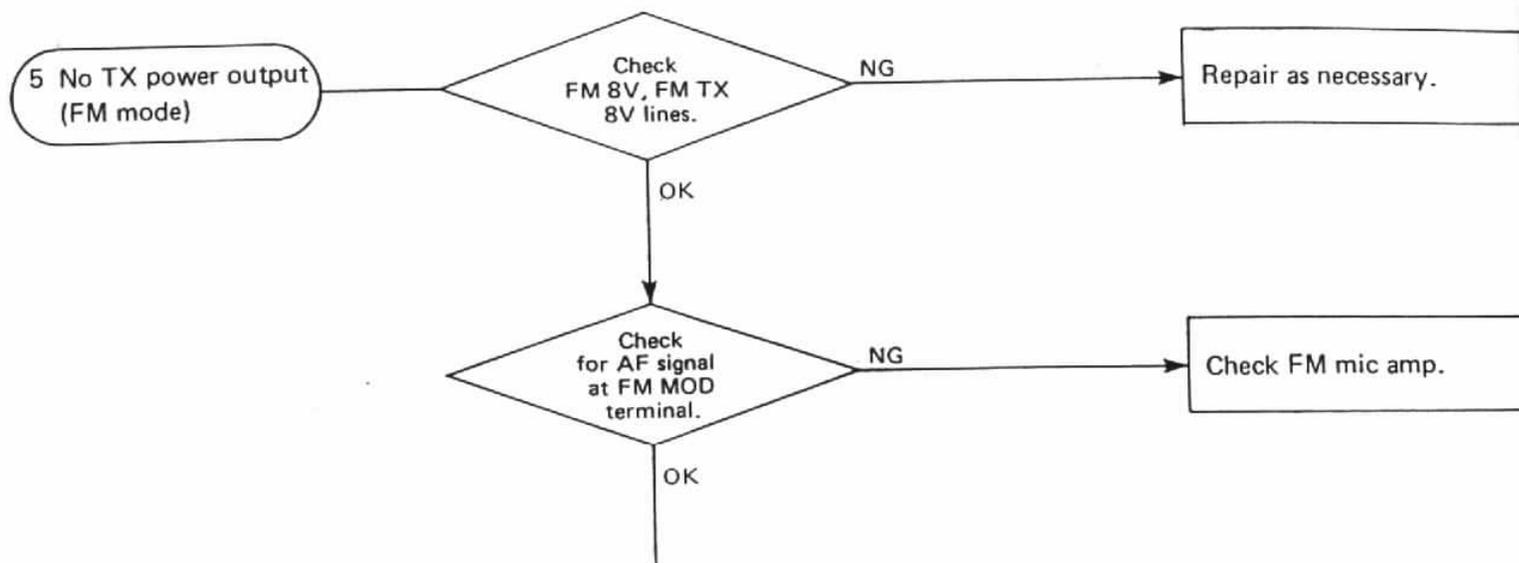 5 No TX power output
(FM mode)
Check
FM 8V, FM TX
8V lines.
NG
Repair as necessary.
OK
Check
for AF signal
at FM MOD
terminal.
NG
Check FM mic amp.
OK